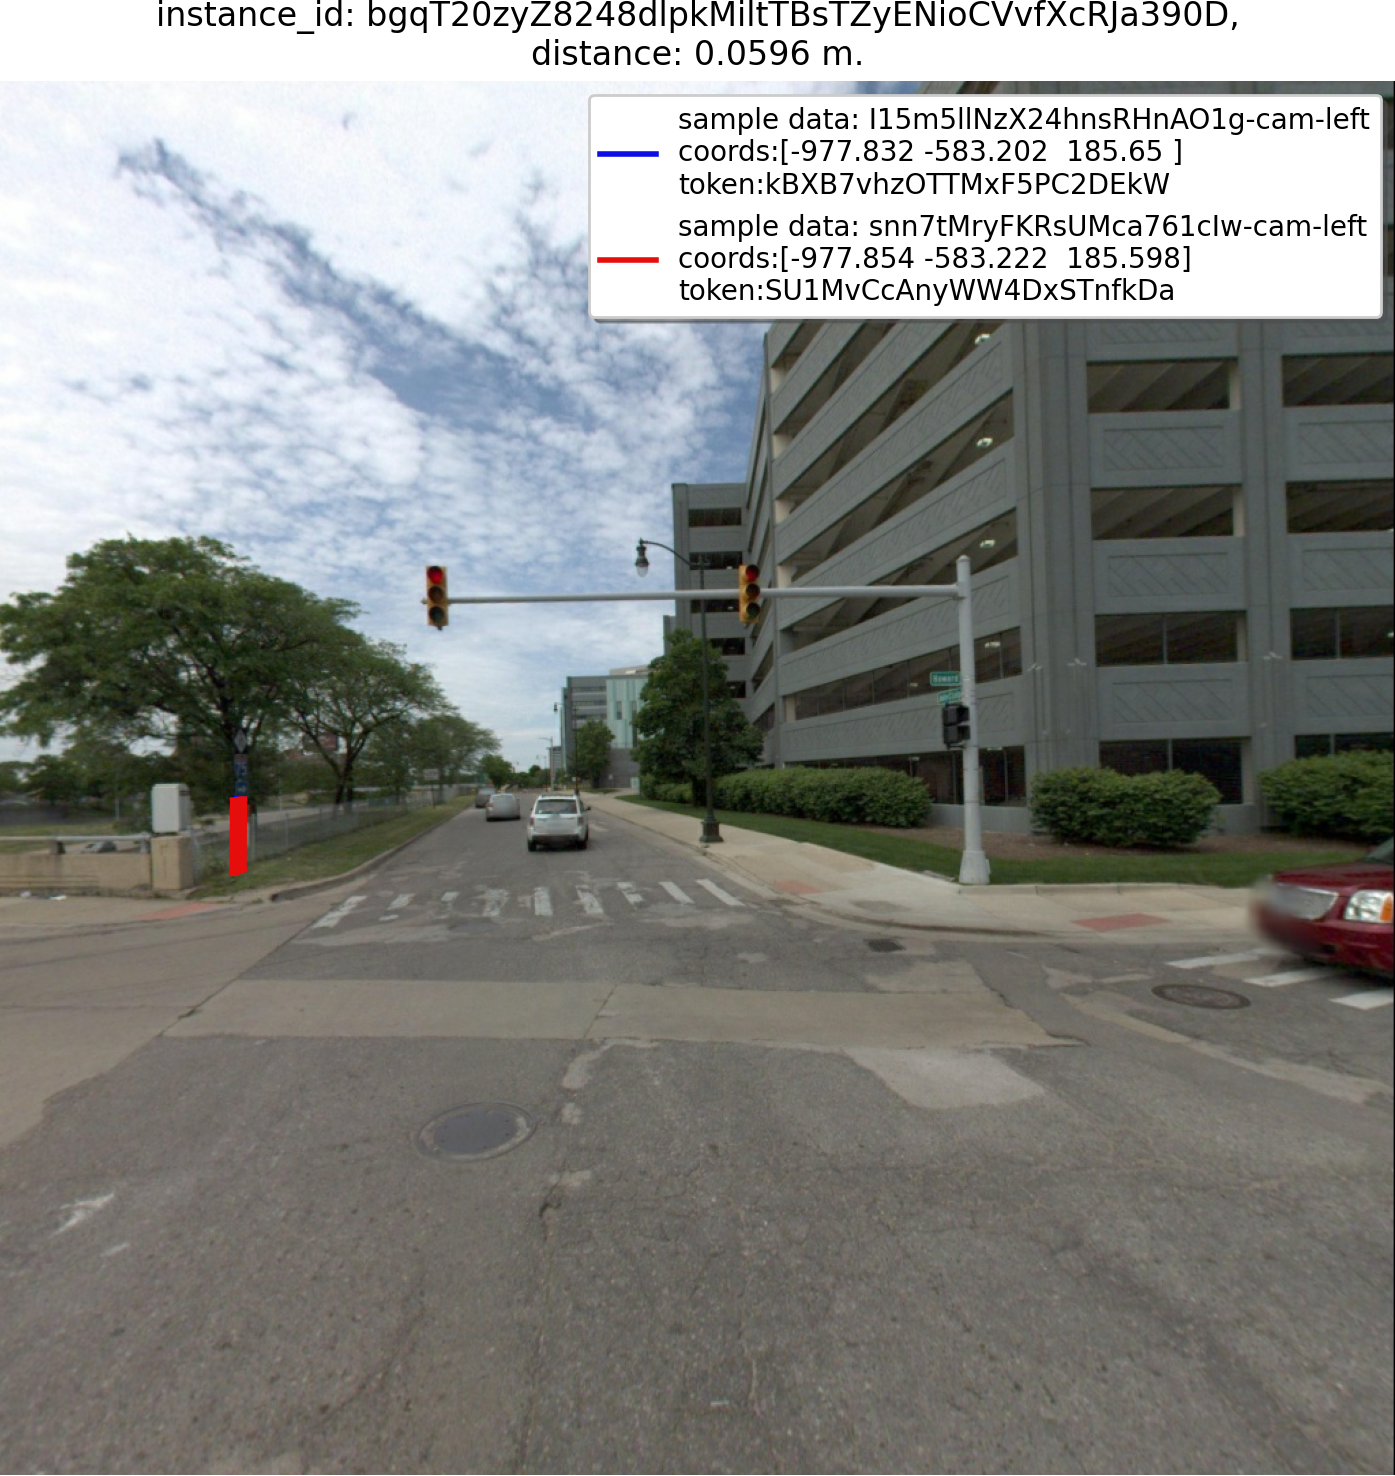 instance_id: bgqT20zyZ8248dlpkMiltTBsTZyENioCVvfXcRJa390D,
distance: 0.0596 m.
sample data: I15m5llNzX24hnsRHnAO1g-cam-left
coords:[-977.832 -583.202  185.65 ]
token:kBXB7vhzOTTMxF5PC2DEkW
sample data: snn7tMryFKRsUMca761cIw-cam-left
coords:[-977.854 -583.222  185.598]
token:SU1MvCcAnyWW4DxSTnfkDa
Howard